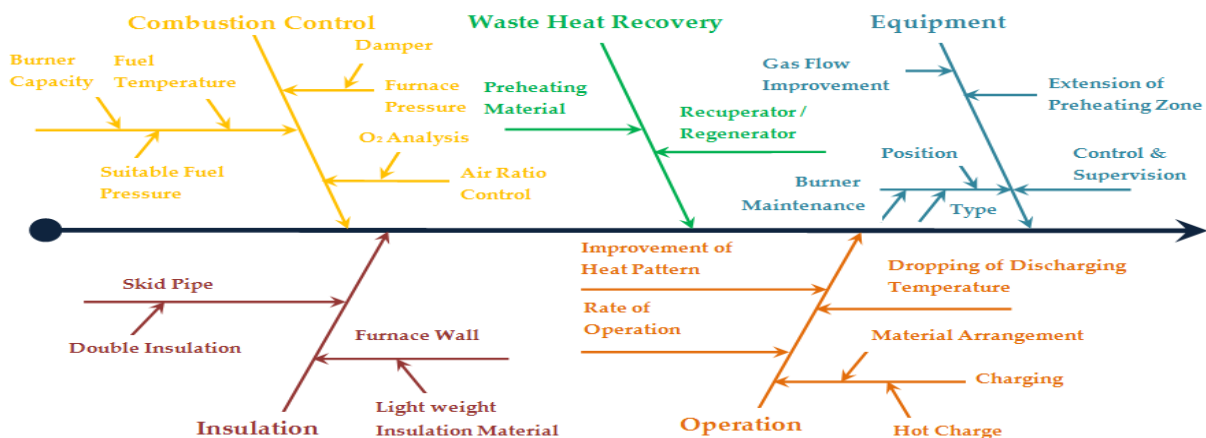 Combustion Control
Waste Heat Recovery
Equipment
Burner
Capacity
Fuel
Temperature
Damper
Furnace
Pressure
Suitable Fuel
Pressure
O₂ Analysis
Air Ratio
Control
Preheating
Material
Recuperator /
Regenerator
Gas Flow
Improvement
Extension of
Preheating Zone
Position
Control &
Supervision
Burner
Maintenance
Type
Skid Pipe
Double Insulation
Furnace Wall
Light weight
Insulation Material
Insulation
Improvement of
Heat Pattern
Dropping of Discharging
Temperature
Rate of
Operation
Material Arrangement
Charging
Hot Charge
Operation